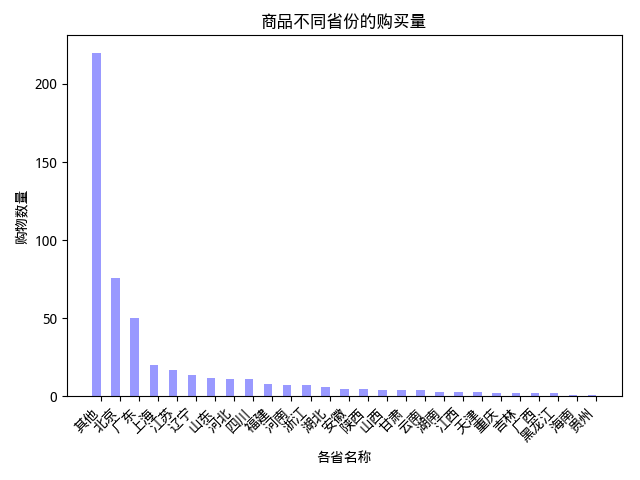 商品不同省份的购买量
购物数量
200
150
100
50
0
其他
北京
广东
上海
江苏
辽宁
山东
河北
四川
福建
河南
浙江
湖北
安徽
陕西
山西
甘肃
云南
湖南
江西
天津
重庆
吉林
广西
黑龙江
海南
贵州
各省名称